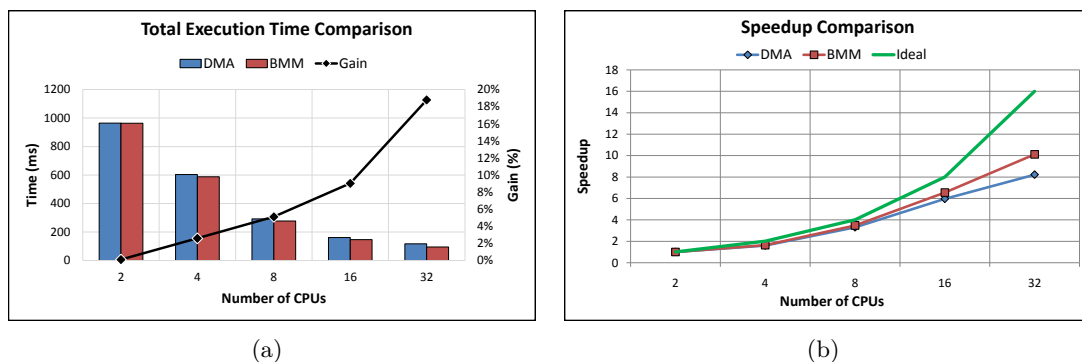 Total Execution Time Comparison
DMA BMM Gain
1200
1000
800
600
400
200
0
Time (ms)
20%
18%
16%
14%
12%
10%
8%
6%
4%
2%
0%
Gain (%)
2 4 8 16 32
Number of CPUs
(a)
Speedup Comparison
DMA BMM Ideal
18
16
14
12
10
8
6
4
2
0
Speedup
2 4 8 16 32
Number of CPUs
(b)